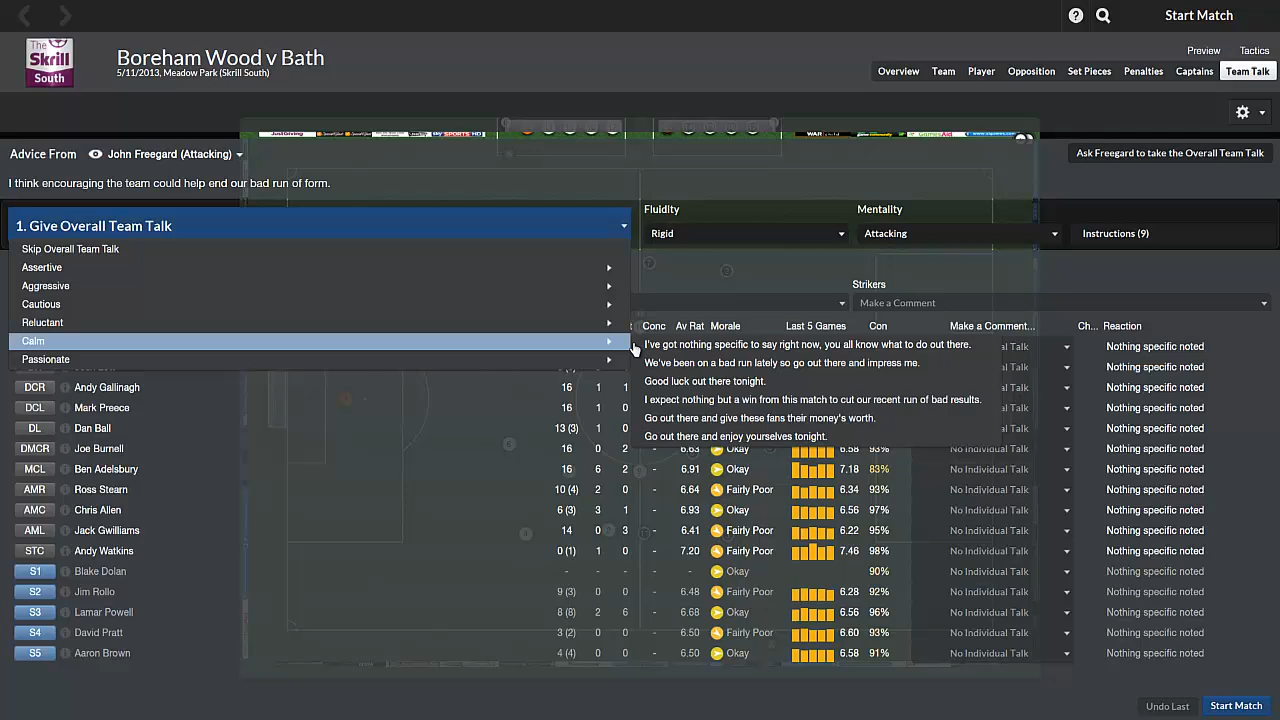 Start Match
The Skrill South
Boreham Wood v Bath
5/11/2013, Meadow Park (Skrill South)
Preview Tactics
Overview Team Player Opposition Set Pieces Penalties Captains Team Talk
Advice From John Freegard (Attacking)
Ask Freegard to take the Overall Team Talk
I think encouraging the team could help end our bad run of form.
1. Give Overall Team Talk
Fluidity Mentality
Rigid Attacking Instructions (9)
Skip Overall Team Talk
Assertive
Aggressive
Cautious
Reluctant
Calm
Passionate
Strikers
Make a Comment
Conc Av Rat Morale Last 5 Games Con Make a Comment... Ch... Reaction
I've got nothing specific to say right now, you all know what to do out there.
We've been on a bad run lately so go out there and impress me.
Good luck out there tonight.
I expect nothing but a win from this match to cut our recent run of bad results.
Go out there and give these fans their money's worth.
Go out there and enjoy yourselves tonight.
Nothing specific noted
Nothing specific noted
DCR Andy Gallinagh 16 1 1 Nothing specific noted
DCL Mark Preece 16 1 0 Nothing specific noted
DL Dan Ball 13 (3) 1 0 Nothing specific noted
DMCR Joe Burnell 16 0 2 - 6.63 Okay 6.58 93% No Individual Talk Nothing specific noted
MCL Ben Adelsbury 16 6 2 - 6.91 Okay 7.18 83% No Individual Talk Nothing specific noted
AMR Ross Stearn 10 (4) 2 0 - 6.64 Fairly Poor 6.34 93% No Individual Talk Nothing specific noted
AMC Chris Allen 6 (3) 3 1 - 6.93 Okay 6.56 97% No Individual Talk Nothing specific noted
AML Jack Gwilliams 14 0 3 - 6.41 Fairly Poor 6.22 95% No Individual Talk Nothing specific noted
STC Andy Watkins 0 (1) 1 0 - 7.20 Fairly Poor 7.46 98% No Individual Talk Nothing specific noted
S1 Blake Dolan - - - - - Okay 90% No Individual Talk Nothing specific noted
S2 Jim Rollo 9 (3) 0 0 - 6.48 Fairly Poor 6.28 92% No Individual Talk Nothing specific noted
S3 Lamar Powell 8 (8) 2 6 - 6.68 Okay 6.56 96% No Individual Talk Nothing specific noted
S4 David Pratt 3 (2) 0 0 - 6.50 Fairly Poor 6.60 93% No Individual Talk Nothing specific noted
S5 Aaron Brown 4 (4) 0 0 - 6.50 Okay 6.58 91% No Individual Talk Nothing specific noted
Undo Last Start Match